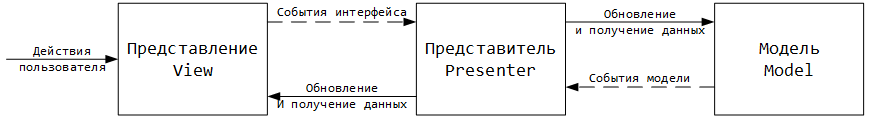 Действия
пользователя
Представление
View
События интерфейса
Обновление
И получение данных
Представитель
Presenter
Обновление
и получение данных
События модели
Модель
Model